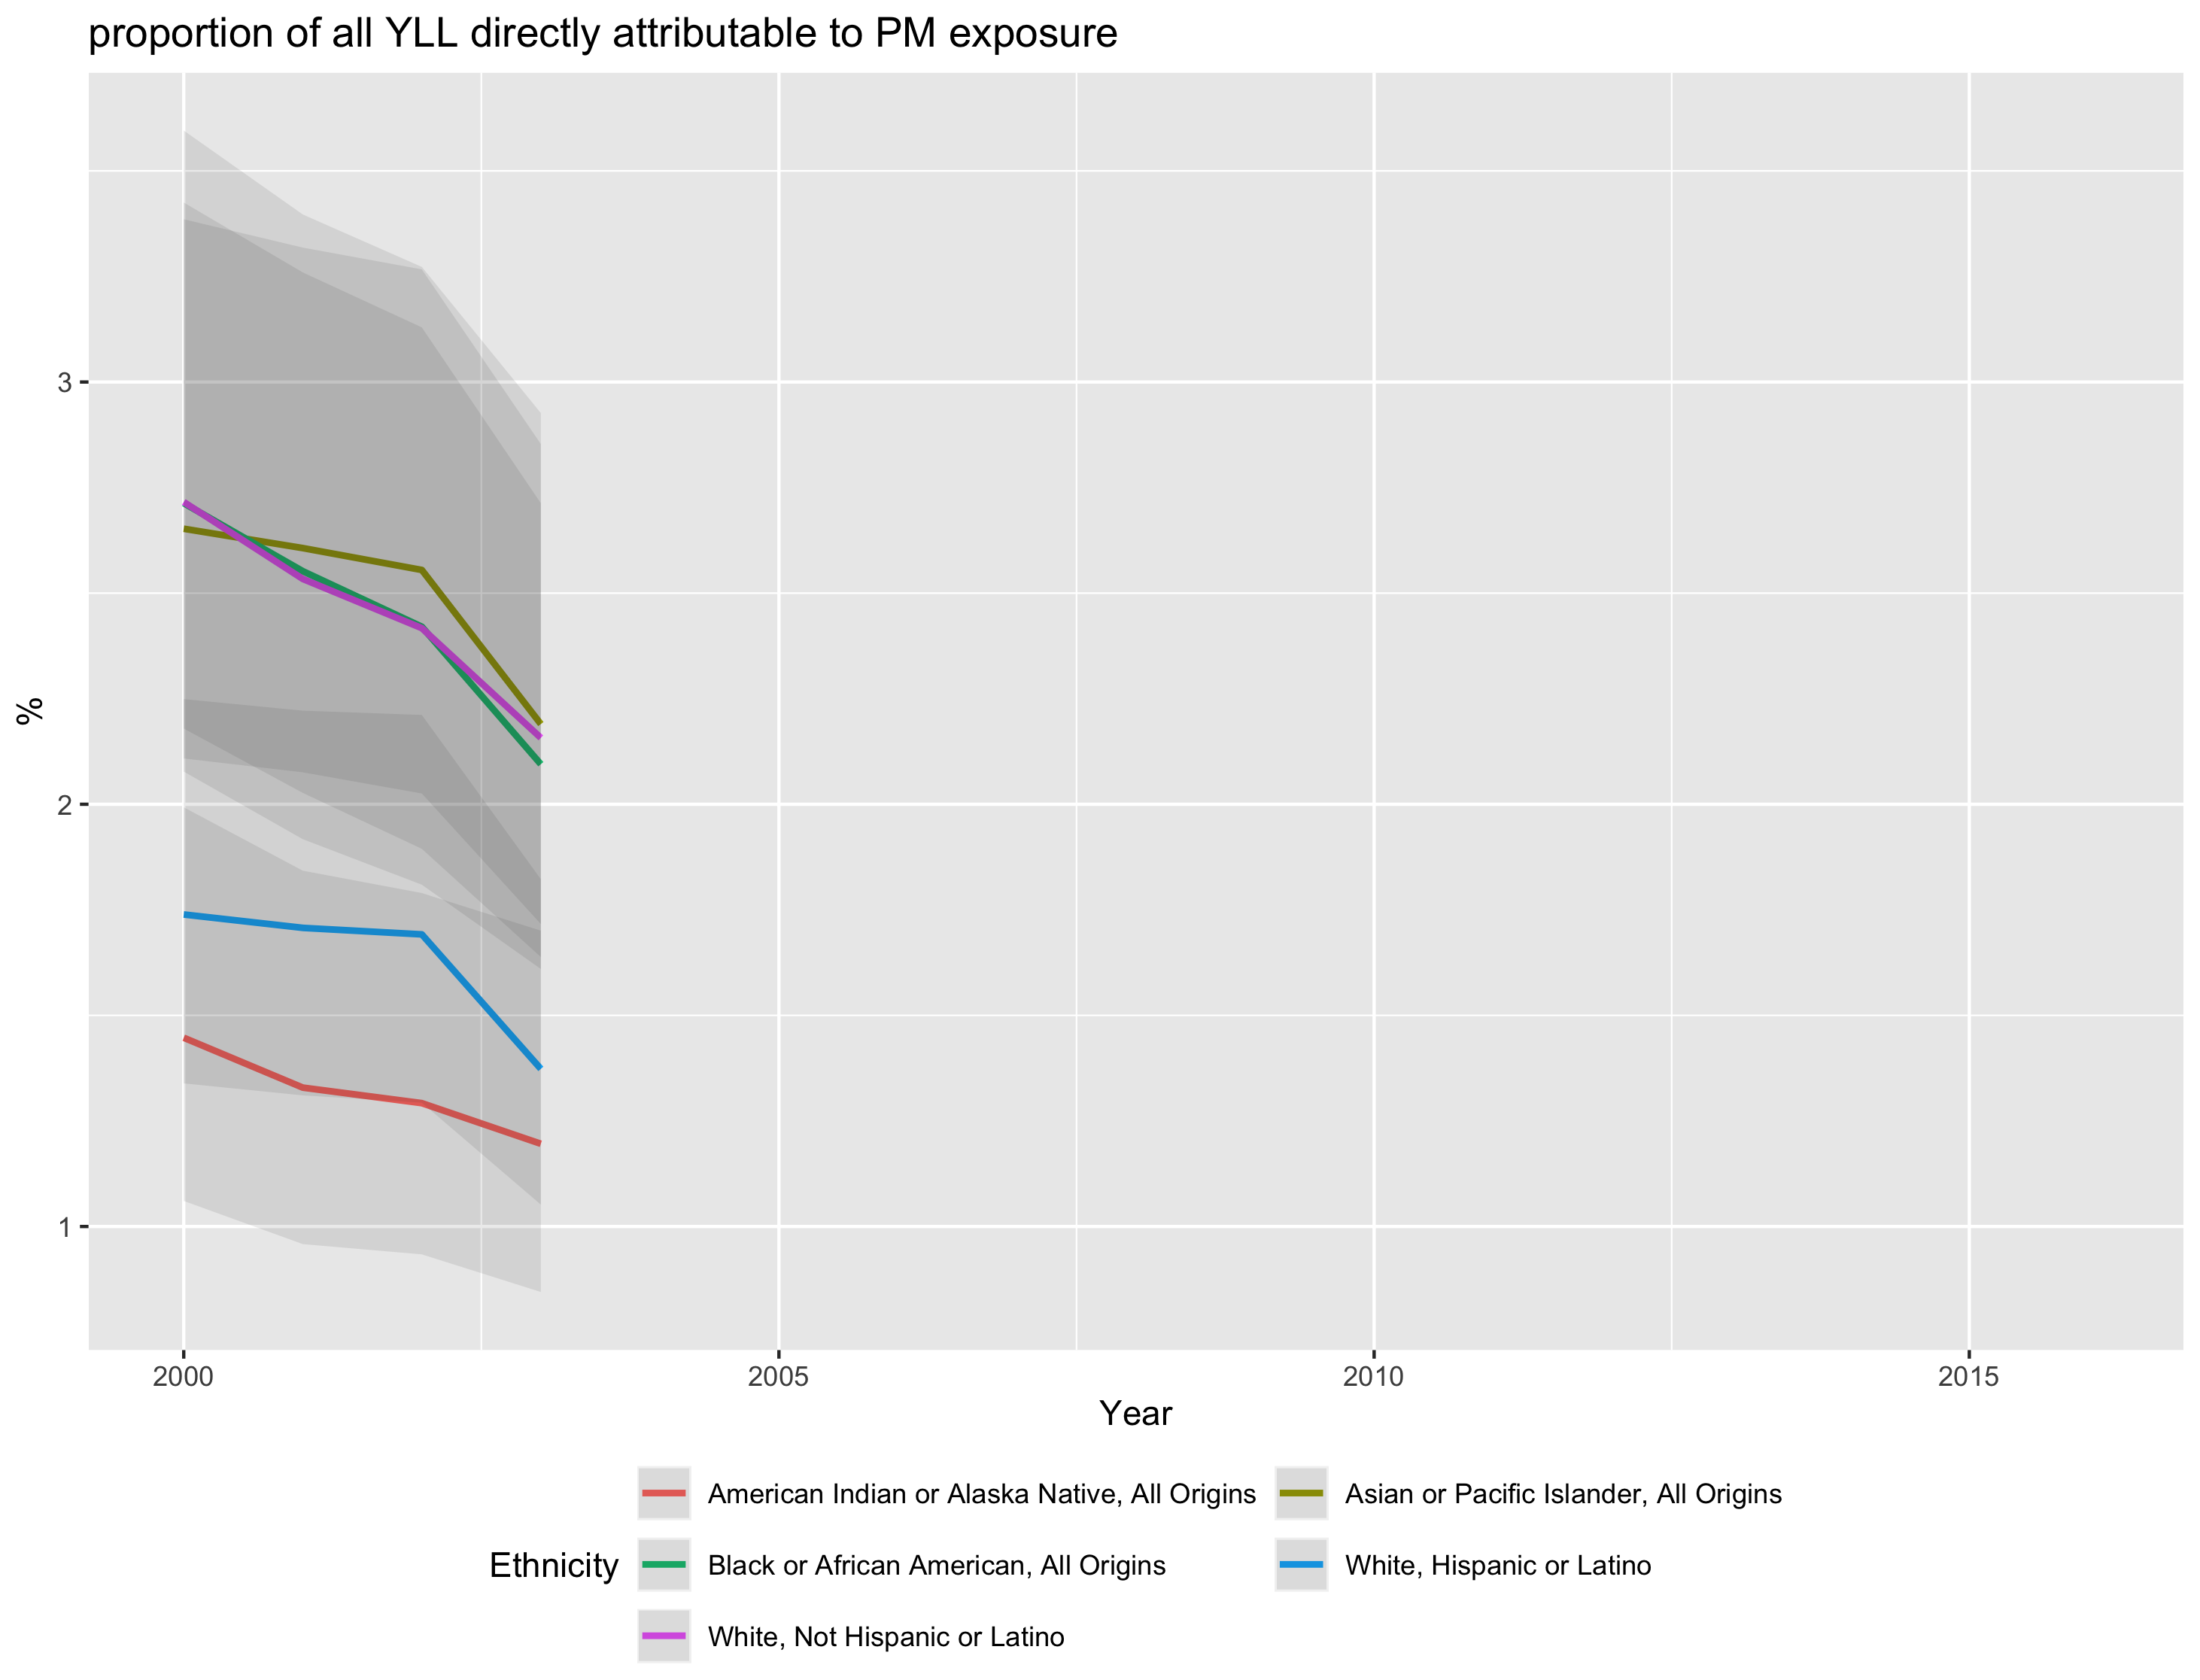 proportion of all YLL directly attributable to PM exposure
%
3
2
1
2000 2005 2010 2015
Year
Ethnicity
American Indian or Alaska Native, All Origins
Asian or Pacific Islander, All Origins
Black or African American, All Origins
White, Hispanic or Latino
White, Not Hispanic or Latino